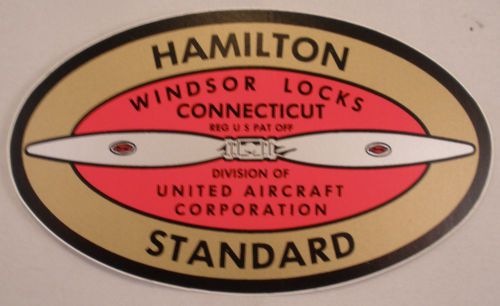 HAMILTON
WINDSOR LOCKS
CONNECTICUT
REG U S PAT OFF
DIVISION OF
UNITED AIRCRAFT
CORPORATION
STANDARD